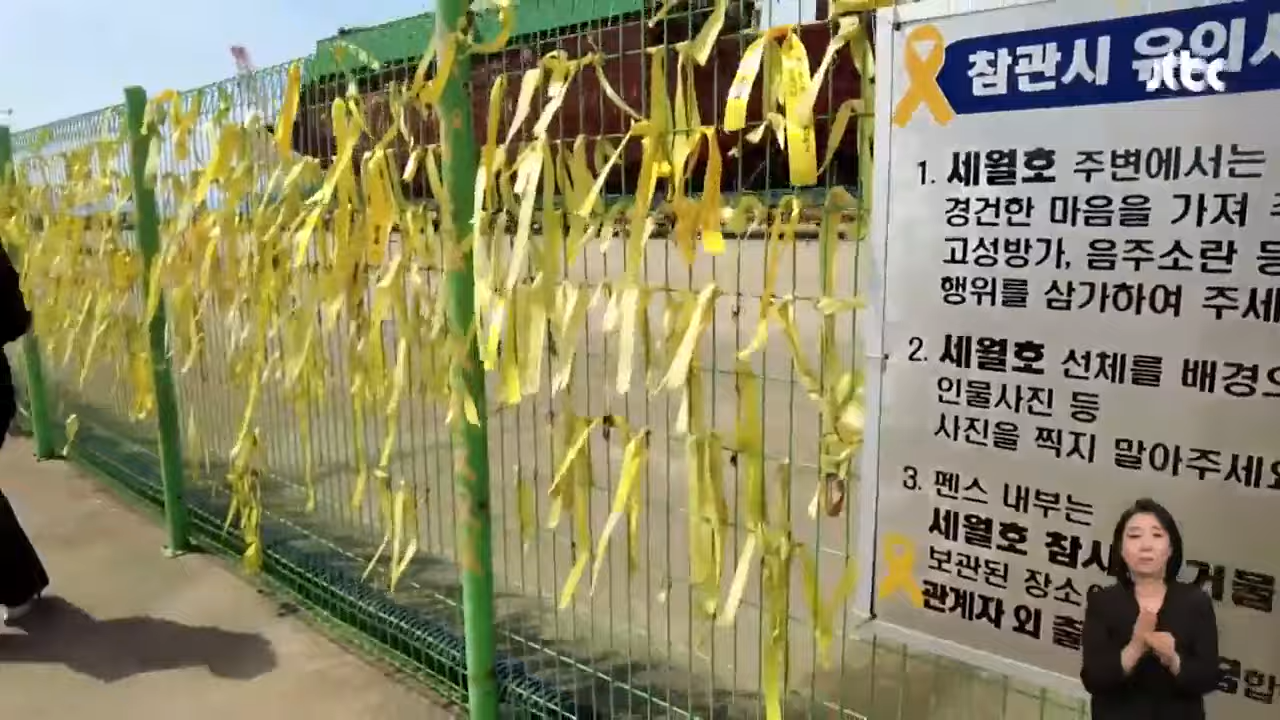 참관시 유의사
jtbc
1. 세월호 주변에서는
경건한 마음을 가져
고성방가, 음주소란 등
행위를 삼가하여 주세
2. 세월호 선체를 배경으
인물사진 등
사진을 찍지 말아주세요
3. 펜스 내부는
세월호 참사 거물
보관된 장소
관계자 외 출